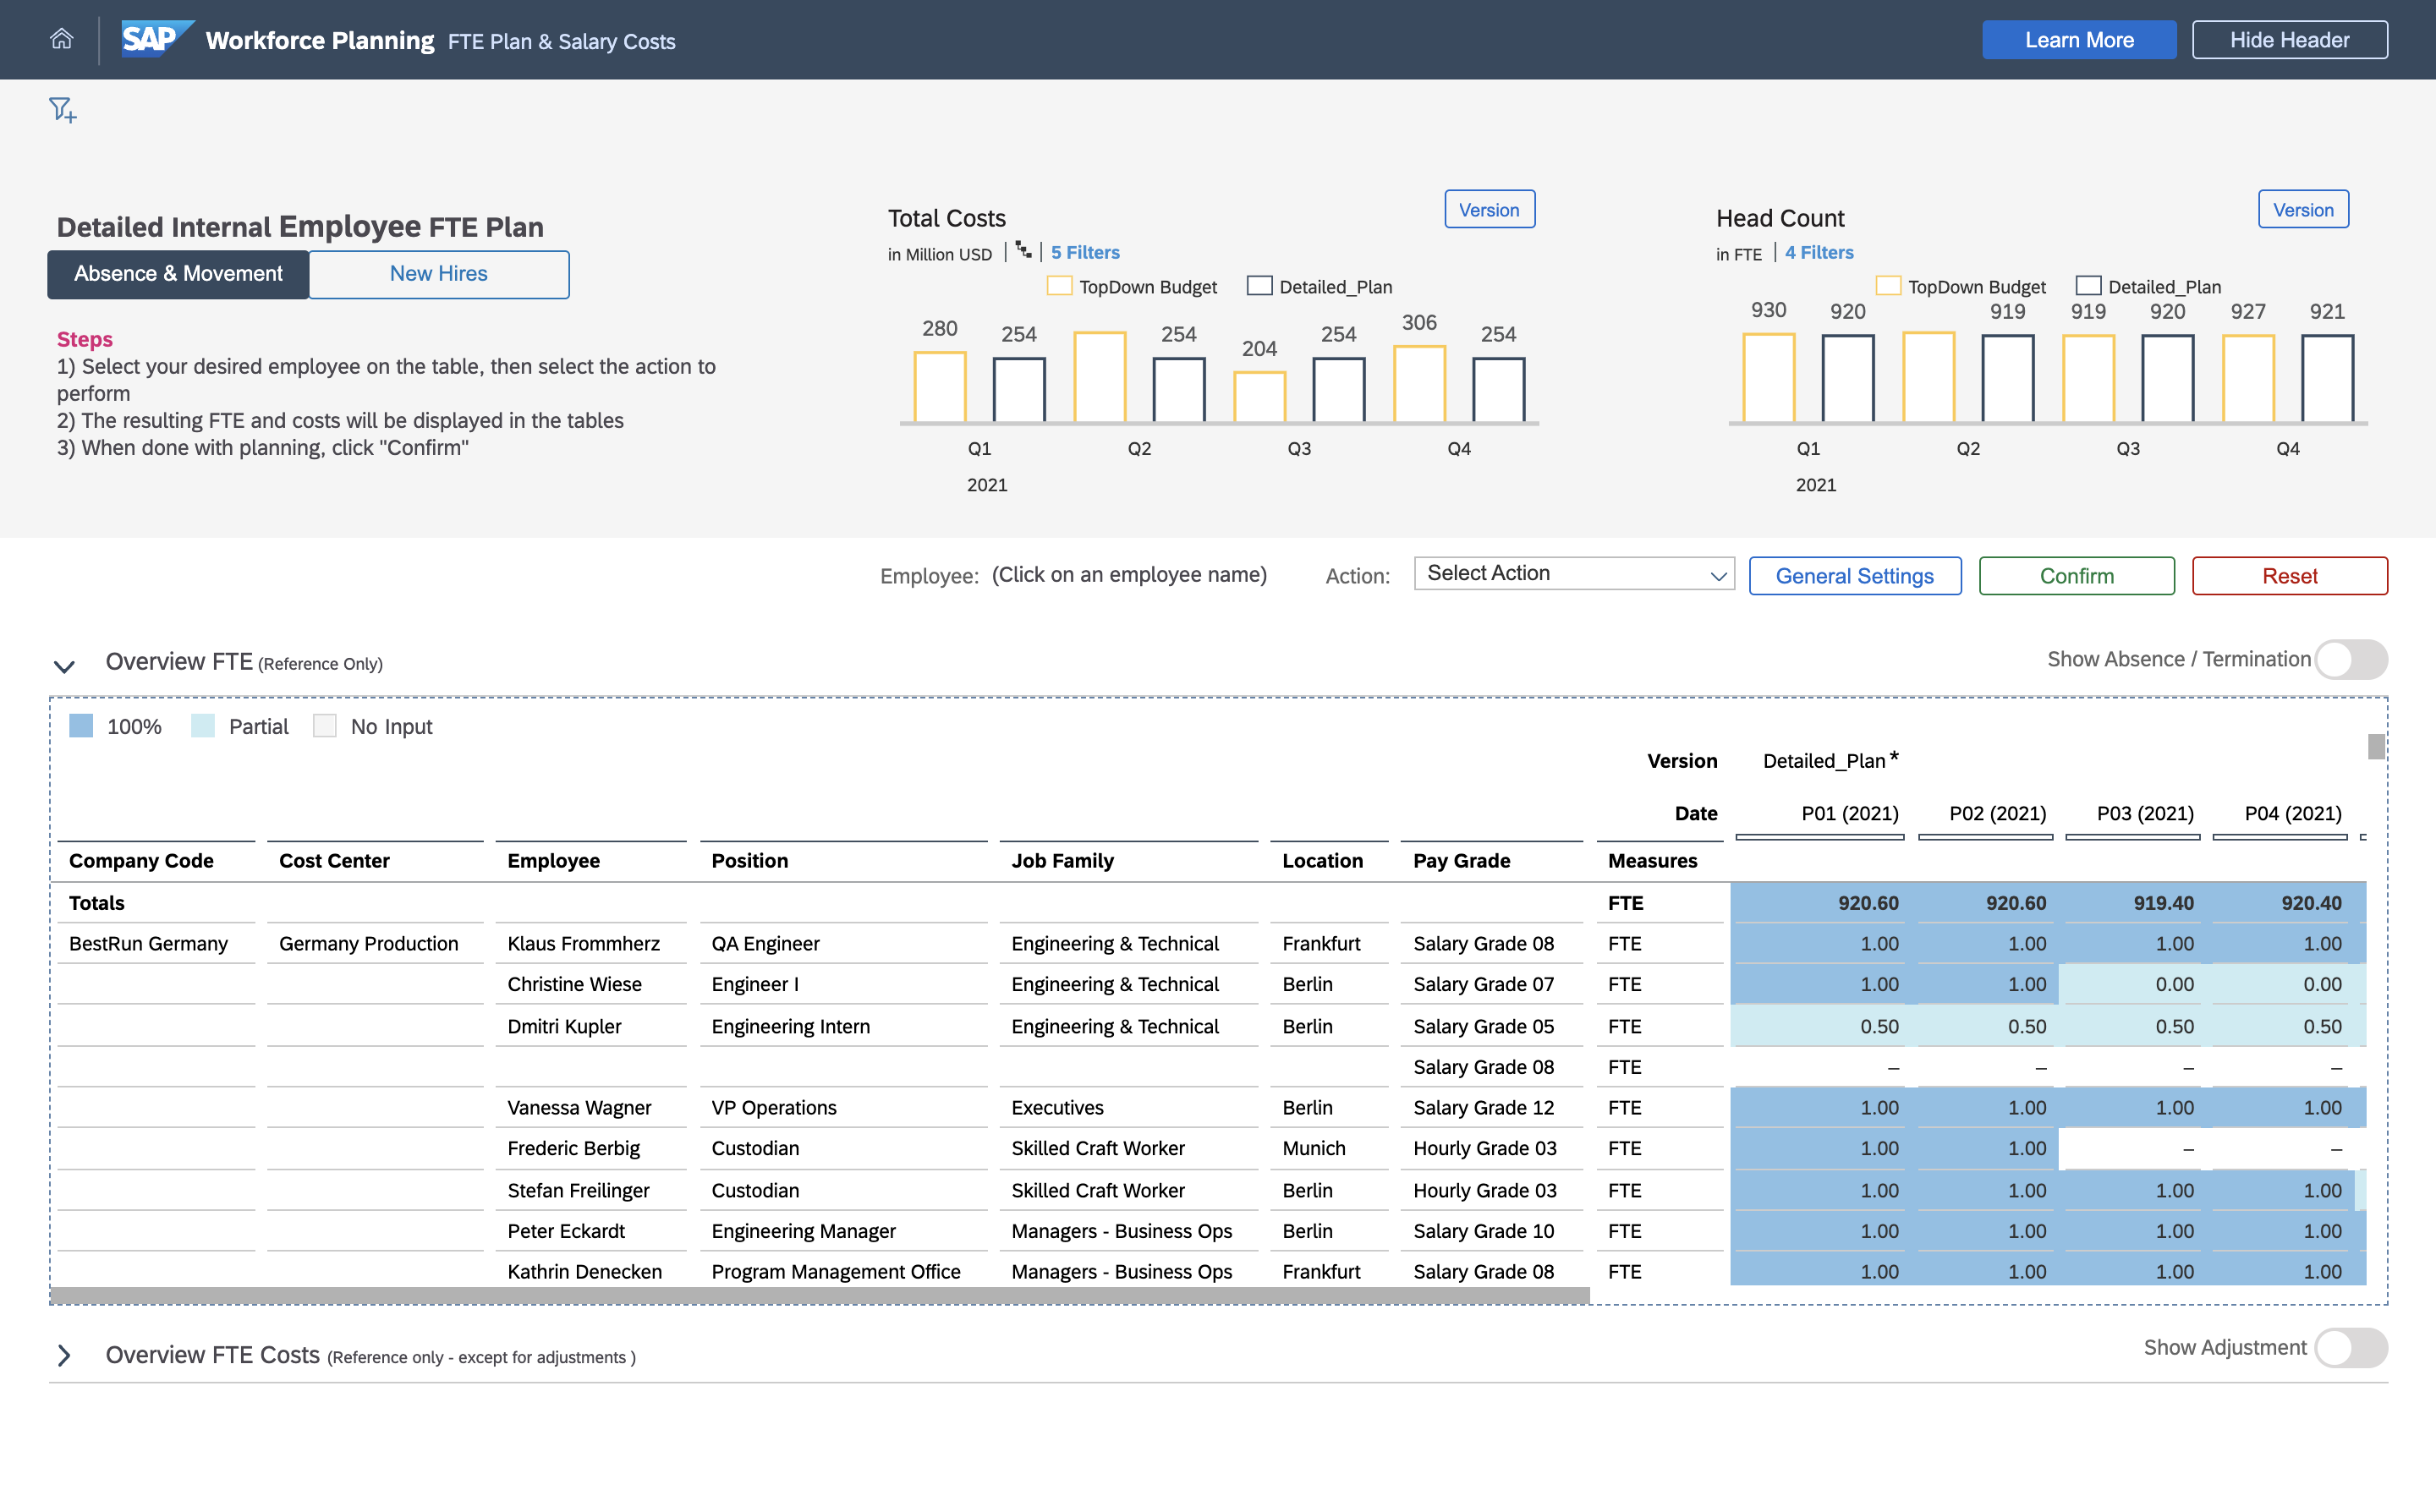 SAP Workforce Planning FTE Plan & Salary Costs Learn More Hide Header
Detailed Internal Employee FTE Plan
Absence & Movement New Hires
Steps
1) Select your desired employee on the table, then select the action to
perform
2) The resulting FTE and costs will be displayed in the tables
3) When done with planning, click "Confirm"
Total Costs Version
in Million USD 5 Filters
TopDown Budget Detailed_Plan
280 254 254 204 254 306 254
Q1 Q2 Q3 Q4
2021
Head Count Version
in FTE 4 Filters
TopDown Budget Detailed_Plan
930 920 919 919 920 927 921
Q1 Q2 Q3 Q4
2021
Employee: (Click on an employee name) Action: Select Action General Settings Confirm Reset
Overview FTE (Reference Only) Show Absence / Termination
100% Partial No Input
Version Detailed_Plan*
Date P01 (2021) P02 (2021) P03 (2021) P04 (2021)
Company Code Cost Center Employee Position Job Family Location Pay Grade Measures
Totals FTE 920.60 920.60 919.40 920.40
BestRun Germany Germany Production Klaus Frommherz QA Engineer Engineering & Technical Frankfurt Salary Grade 08 FTE 1.00 1.00 1.00 1.00
Christine Wiese Engineer I Engineering & Technical Berlin Salary Grade 07 FTE 1.00 1.00 0.00 0.00
Dmitri Kupler Engineering Intern Engineering & Technical Berlin Salary Grade 05 FTE 0.50 0.50 0.50 0.50
Salary Grade 08 FTE – – – –
Vanessa Wagner VP Operations Executives Berlin Salary Grade 12 FTE 1.00 1.00 1.00 1.00
Frederic Berbig Custodian Skilled Craft Worker Munich Hourly Grade 03 FTE 1.00 1.00 – –
Stefan Freilinger Custodian Skilled Craft Worker Berlin Hourly Grade 03 FTE 1.00 1.00 1.00 1.00
Peter Eckardt Engineering Manager Managers - Business Ops Berlin Salary Grade 10 FTE 1.00 1.00 1.00 1.00
Kathrin Denecken Program Management Office Managers - Business Ops Frankfurt Salary Grade 08 FTE 1.00 1.00 1.00 1.00
Overview FTE Costs (Reference only - except for adjustments ) Show Adjustment